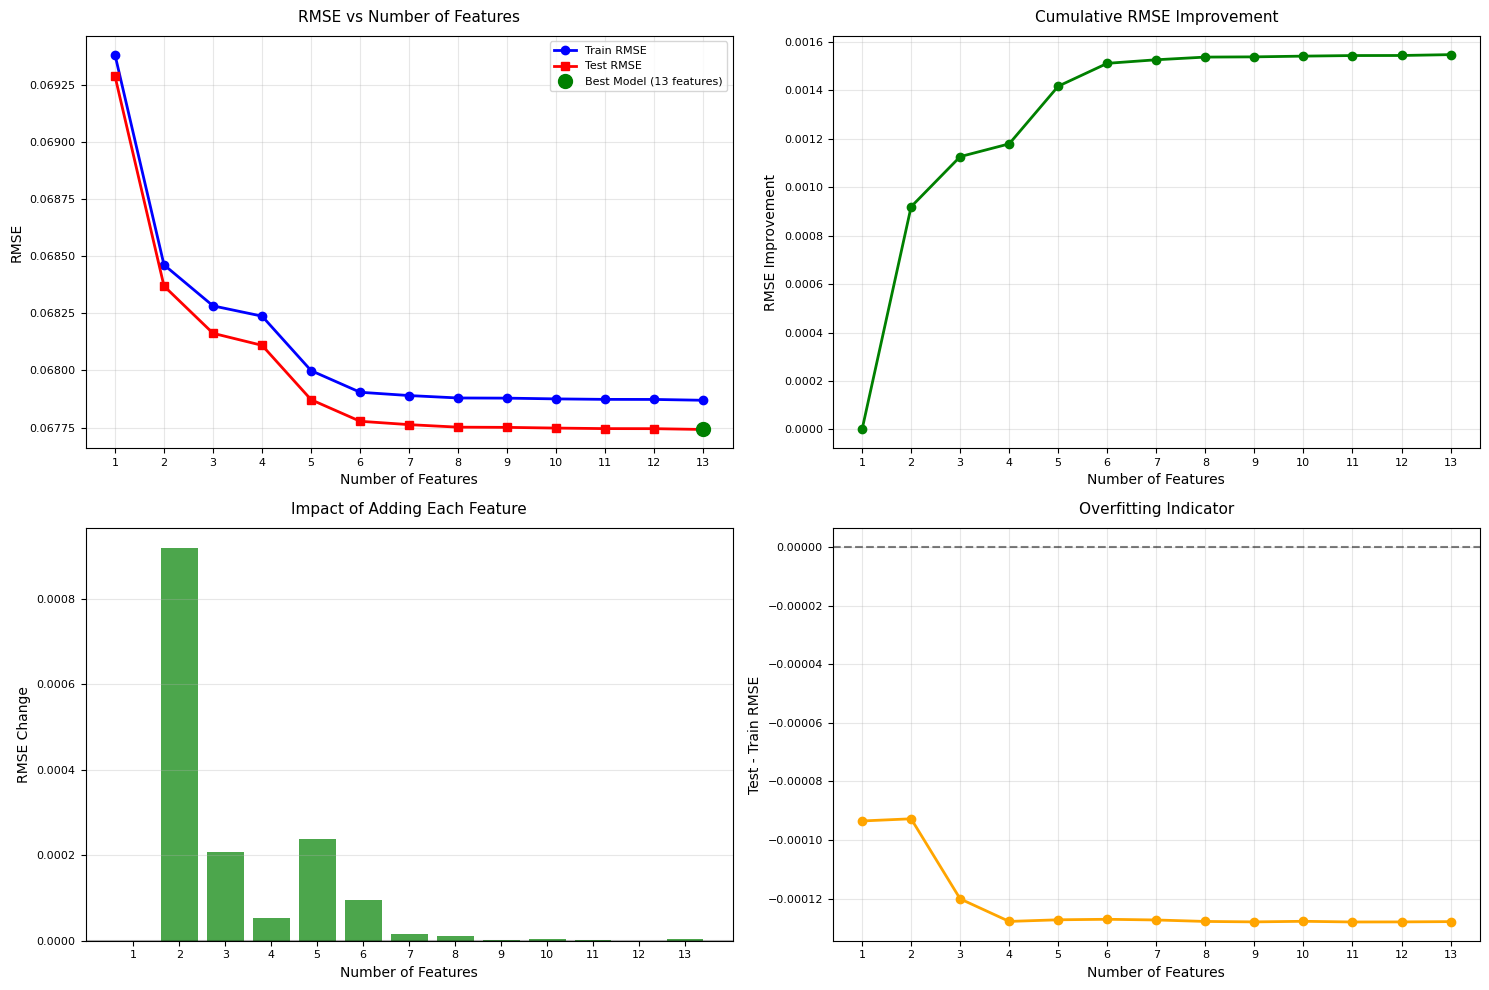 RMSE vs Number of Features
RMSE
0.06925
0.06900
0.06875
0.06850
0.06825
0.06800
0.06775
Train RMSE
Test RMSE
Best Model (13 features)
1 2 3 4 5 6 7 8 9 10 11 12 13
Number of Features
Cumulative RMSE Improvement
RMSE Improvement
0.0016
0.0014
0.0012
0.0010
0.0008
0.0006
0.0004
0.0002
0.0000
1 2 3 4 5 6 7 8 9 10 11 12 13
Number of Features
Impact of Adding Each Feature
RMSE Change
0.0008
0.0006
0.0004
0.0002
0.0000
1 2 3 4 5 6 7 8 9 10 11 12 13
Number of Features
Overfitting Indicator
Test - Train RMSE
0.00000
−0.00002
−0.00004
−0.00006
−0.00008
−0.00010
−0.00012
1 2 3 4 5 6 7 8 9 10 11 12 13
Number of Features